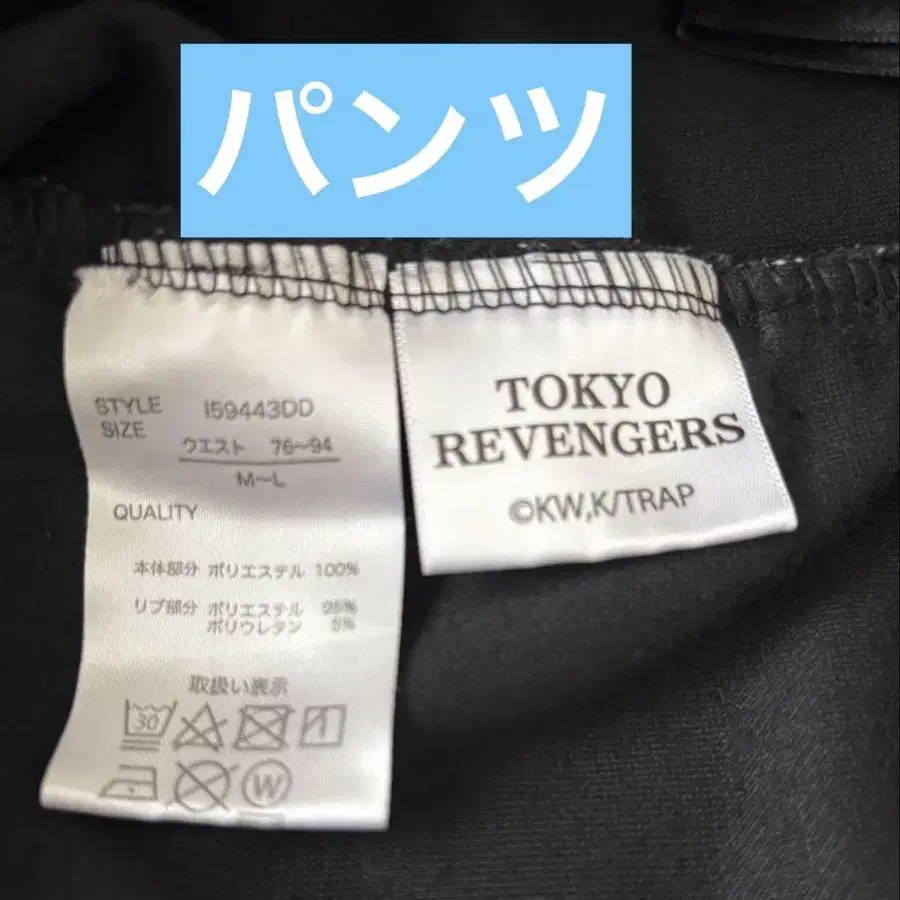 パンツ
STYLE I59443DD
SIZE
ウエスト 76〜94
M〜L
QUALITY
本体部分 ポリエステル 100%
リブ部分 ポリエステル 95%
ポリウレタン 5%
取扱い表示
30
W
TOKYO
REVENGERS
©KW,K/TRAP